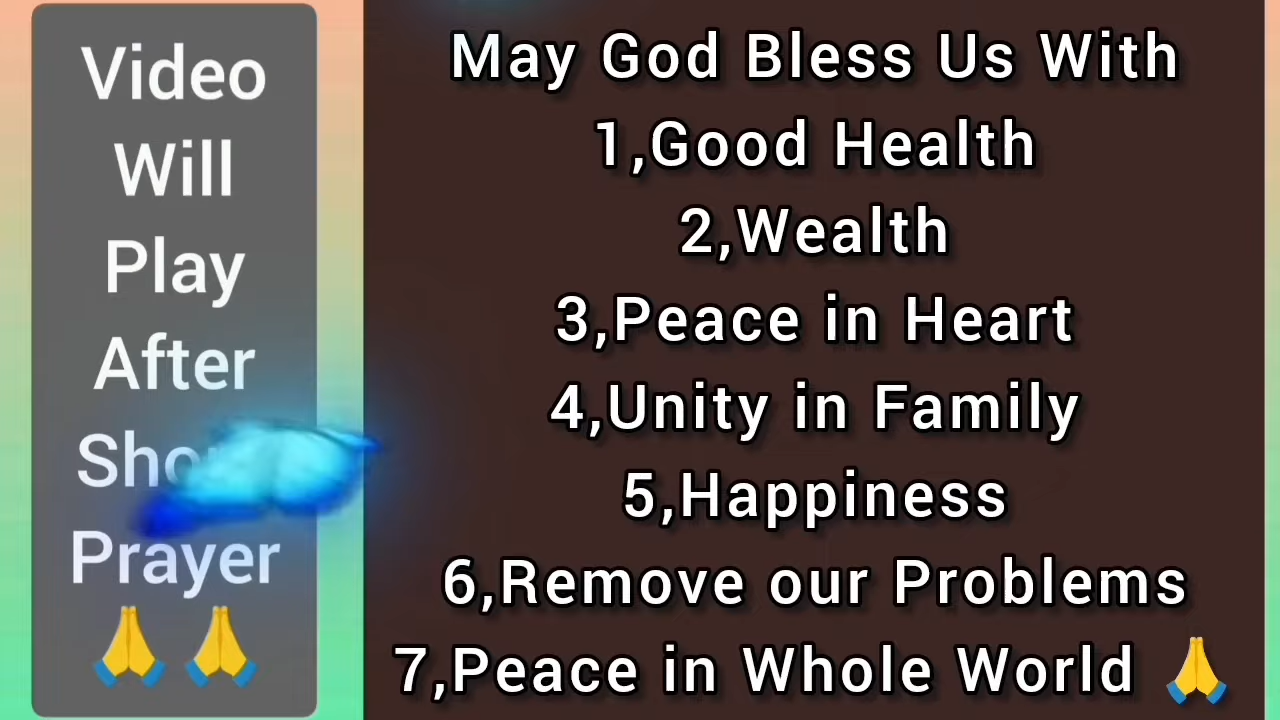 Video
Will
Play
After
Prayer
🙏 🙏
May God Bless Us With
1,Good Health
2,Wealth
3,Peace in Heart
4,Unity in Family
5,Happiness
6,Remove our Problems
7,Peace in Whole World 🙏